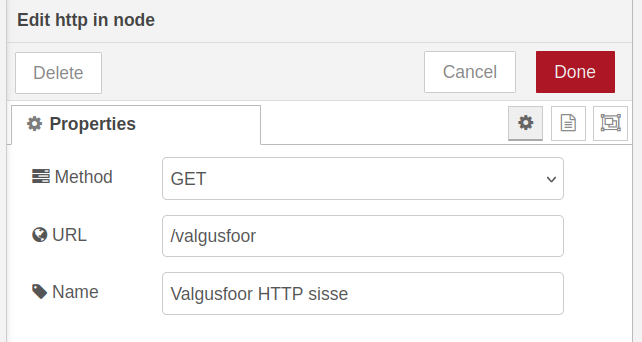 Edit http in node
Delete
Cancel
Done
Properties
Method
GET
URL
/valgusfoor
Name
Valgusfoor HTTP sisse